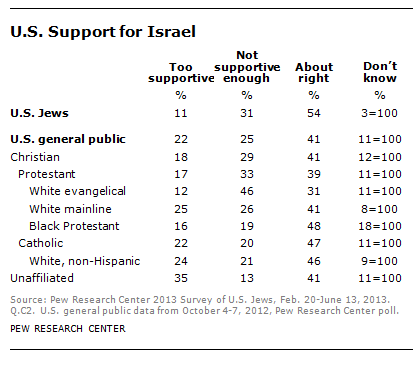 U.S. Support for Israel
Too supportive Not supportive enough About right Don't know
% % % %
U.S. Jews 11 31 54 3=100
U.S. general public 22 25 41 11=100
Christian 18 29 41 12=100
Protestant 17 33 39 11=100
White evangelical 12 46 31 11=100
White mainline 25 26 41 8=100
Black Protestant 16 19 48 18=100
Catholic 22 20 47 11=100
White, non-Hispanic 24 21 46 9=100
Unaffiliated 35 13 41 11=100
Source: Pew Research Center 2013 Survey of U.S. Jews, Feb. 20-June 13, 2013.
Q.C2. U.S. general public data from October 4-7, 2012, Pew Research Center poll.
PEW RESEARCH CENTER